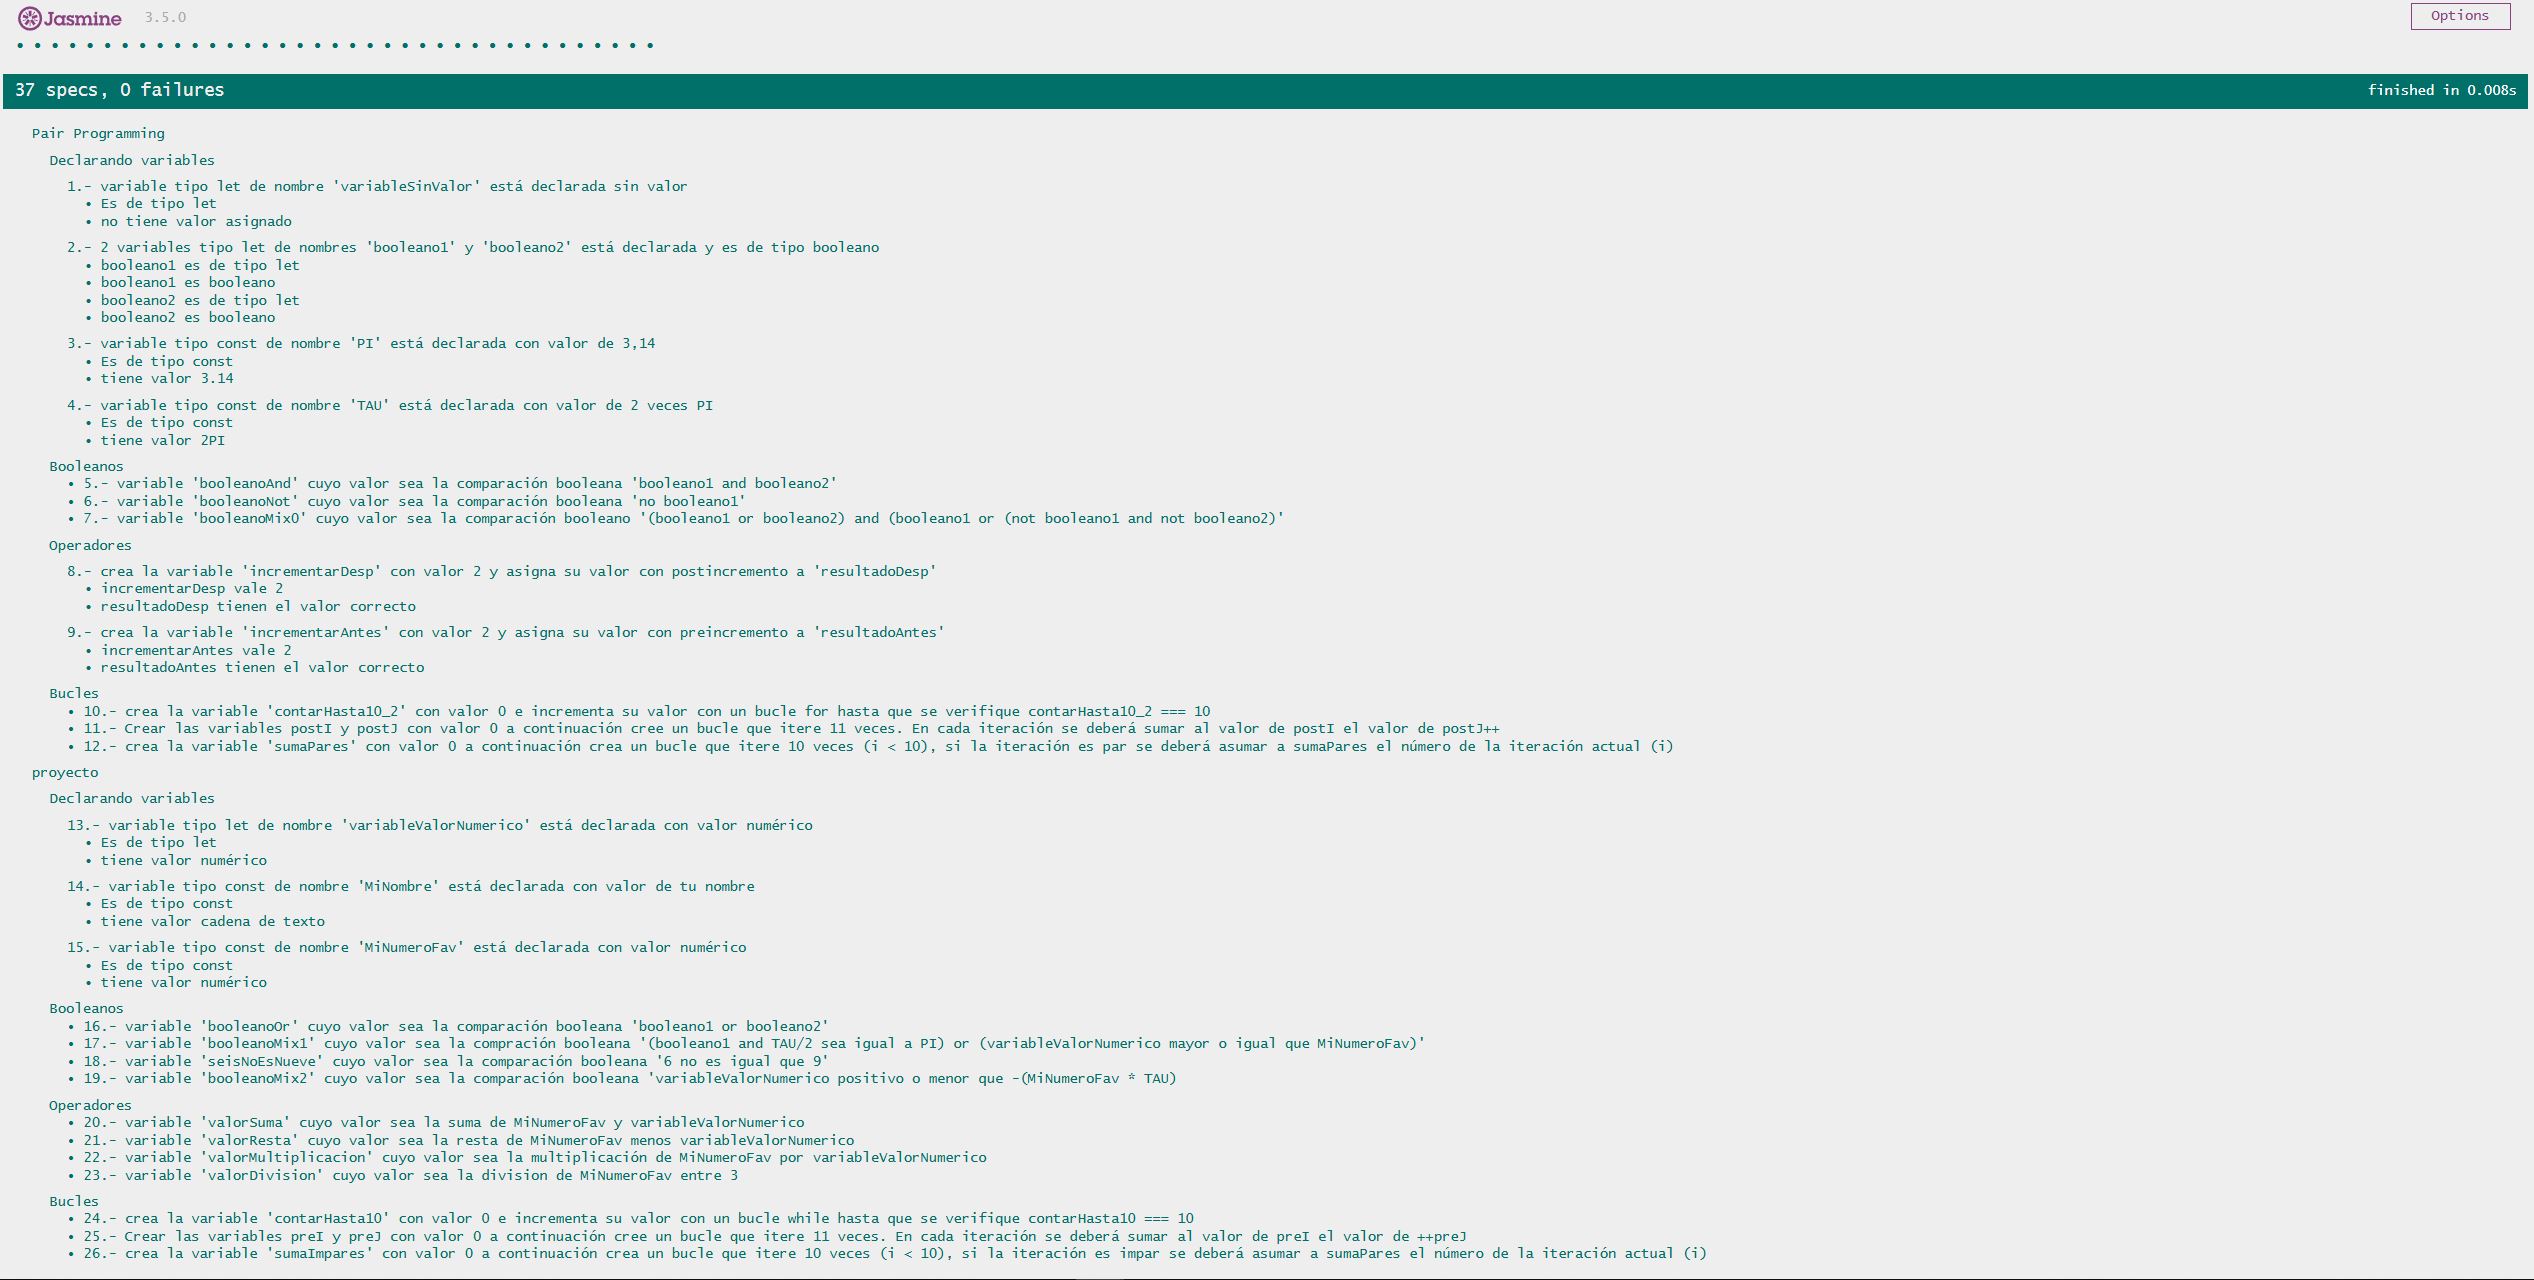 Jasmine 3.5.0 Options
• • • • • • • • • • • • • • • • • • • • • • • • • • • • • • • • • • • • •
37 specs, 0 failures finished in 0.008s
Pair Programming
Declarando variables
1.- variable tipo let de nombre 'variableSinValor' está declarada sin valor
• Es de tipo let
• no tiene valor asignado
2.- 2 variables tipo let de nombres 'booleano1' y 'booleano2' está declarada y es de tipo booleano
• booleano1 es de tipo let
• booleano1 es booleano
• booleano2 es de tipo let
• booleano2 es booleano
3.- variable tipo const de nombre 'PI' está declarada con valor de 3,14
• Es de tipo const
• tiene valor 3.14
4.- variable tipo const de nombre 'TAU' está declarada con valor de 2 veces PI
• Es de tipo const
• tiene valor 2PI
Booleanos
• 5.- variable 'booleanoAnd' cuyo valor sea la comparación booleana 'booleano1 and booleano2'
• 6.- variable 'booleanoNot' cuyo valor sea la comparación booleana 'no booleano1'
• 7.- variable 'booleanoMix0' cuyo valor sea la comparación booleano '(booleano1 or booleano2) and (booleano1 or (not booleano1 and not booleano2)'
Operadores
8.- crea la variable 'incrementarDesp' con valor 2 y asigna su valor con postincremento a 'resultadoDesp'
• incrementarDesp vale 2
• resultadoDesp tienen el valor correcto
9.- crea la variable 'incrementarAntes' con valor 2 y asigna su valor con preincremento a 'resultadoAntes'
• incrementarAntes vale 2
• resultadoAntes tienen el valor correcto
Bucles
• 10.- crea la variable 'contarHasta10_2' con valor 0 e incrementa su valor con un bucle for hasta que se verifique contarHasta10_2 === 10
• 11.- Crear las variables postI y postJ con valor 0 a continuación cree un bucle que itere 11 veces. En cada iteración se deberá sumar al valor de postI el valor de postJ++
• 12.- crea la variable 'sumaPares' con valor 0 a continuación crea un bucle que itere 10 veces (i < 10), si la iteración es par se deberá asumar a sumaPares el número de la iteración actual (i)
proyecto
Declarando variables
13.- variable tipo let de nombre 'variableValorNumerico' está declarada con valor numérico
• Es de tipo let
• tiene valor numérico
14.- variable tipo const de nombre 'MiNombre' está declarada con valor de tu nombre
• Es de tipo const
• tiene valor cadena de texto
15.- variable tipo const de nombre 'MiNumeroFav' está declarada con valor numérico
• Es de tipo const
• tiene valor numérico
Booleanos
• 16.- variable 'booleanoOr' cuyo valor sea la comparación booleana 'booleano1 or booleano2'
• 17.- variable 'booleanoMix1' cuyo valor sea la compración booleana '(booleano1 and TAU/2 sea igual a PI) or (variableValorNumerico mayor o igual que MiNumeroFav)'
• 18.- variable 'seisNoEsNueve' cuyo valor sea la comparación booleana '6 no es igual que 9'
• 19.- variable 'booleanoMix2' cuyo valor sea la comparación booleana 'variableValorNumerico positivo o menor que -(MiNumeroFav * TAU)
Operadores
• 20.- variable 'valorSuma' cuyo valor sea la suma de MiNumeroFav y variableValorNumerico
• 21.- variable 'valorResta' cuyo valor sea la resta de MiNumeroFav menos variableValorNumerico
• 22.- variable 'valorMultiplicacion' cuyo valor sea la multiplicación de MiNumeroFav por variableValorNumerico
• 23.- variable 'valorDivision' cuyo valor sea la division de MiNumeroFav entre 3
Bucles
• 24.- crea la variable 'contarHasta10' con valor 0 e incrementa su valor con un bucle while hasta que se verifique contarHasta10 === 10
• 25.- Crear las variables preI y preJ con valor 0 a continuación cree un bucle que itere 11 veces. En cada iteración se deberá sumar al valor de preI el valor de ++preJ
• 26.- crea la variable 'sumaImpares' con valor 0 a continuación crea un bucle que itere 10 veces (i < 10), si la iteración es impar se deberá asumar a sumaPares el número de la iteración actual (i)